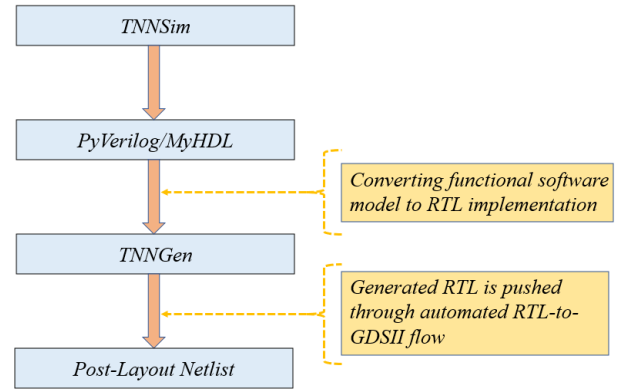 TNNSim
PyVerilog/MyHDL
Converting functional software
model to RTL implementation
TNNGen
Generated RTL is pushed
through automated RTL-to-
GDSII flow
Post-Layout Netlist